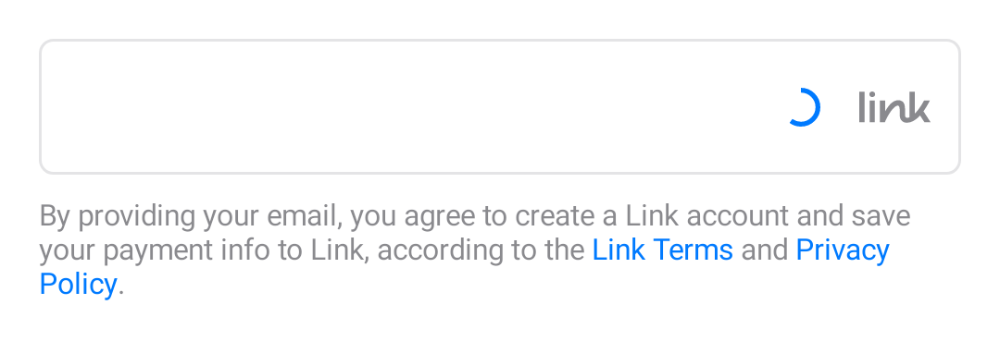 link
By providing your email, you agree to create a Link account and save
your payment info to Link, according to the Link Terms and Privacy
Policy.